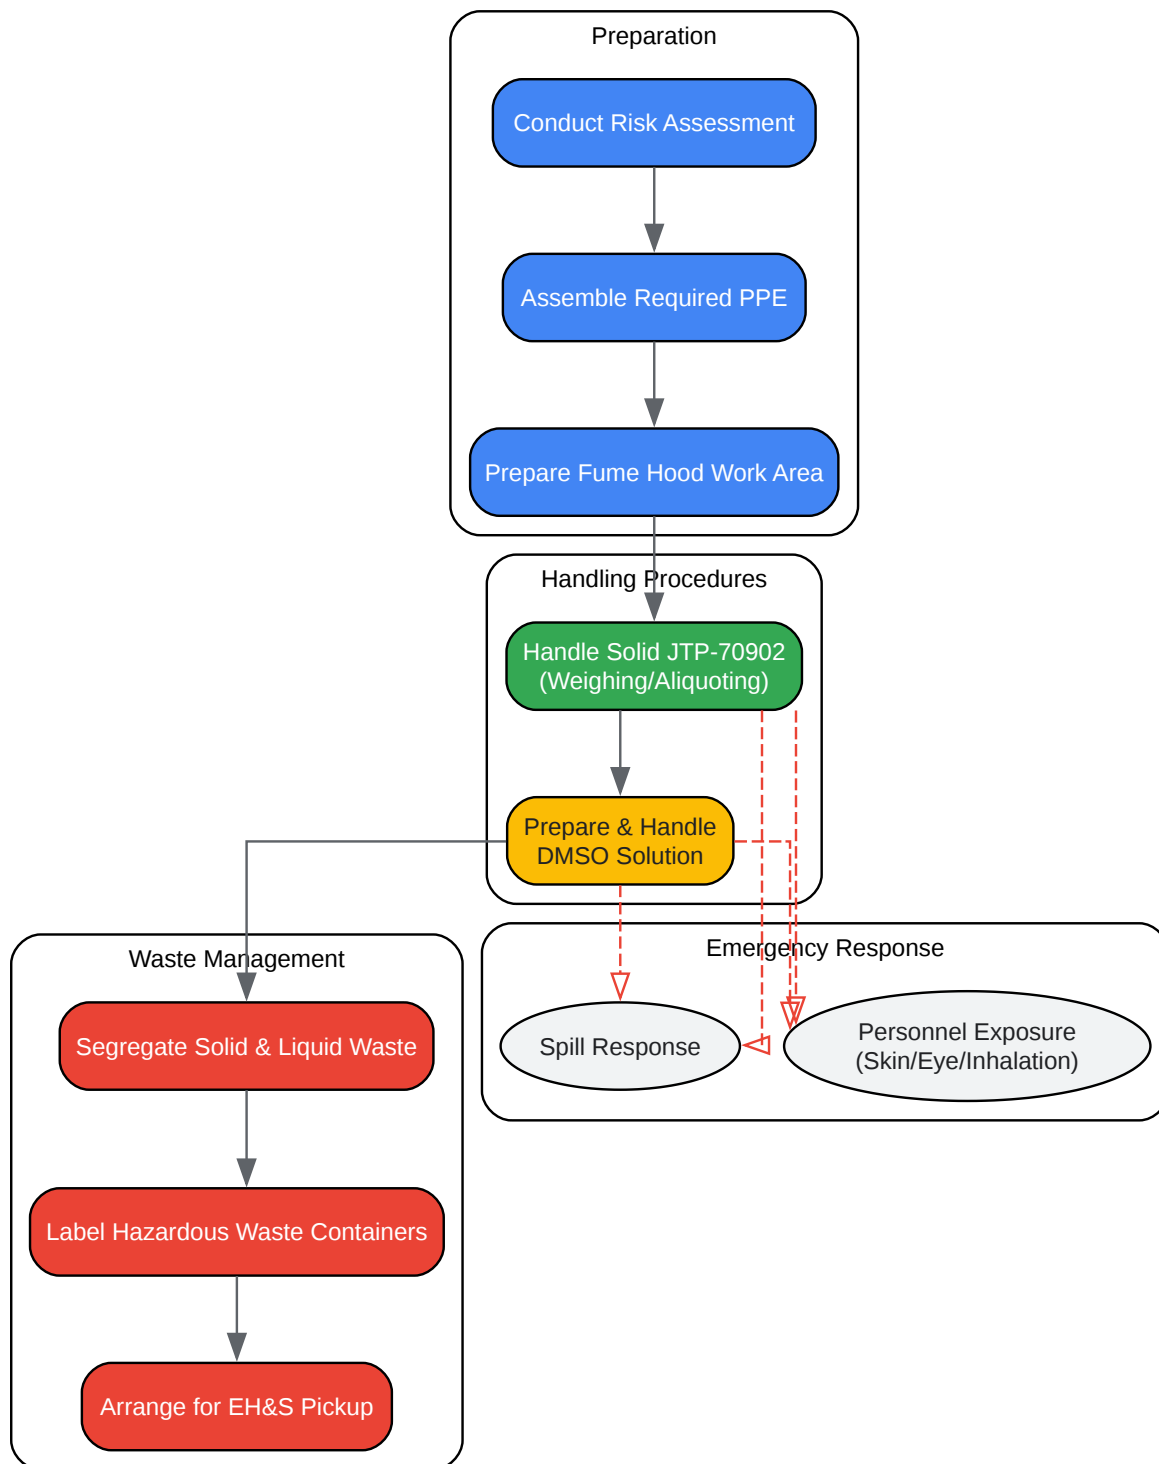 Preparation
Conduct Risk Assessment
Assemble Required PPE
Prepare Fume Hood Work Area
Handling Procedures
Handle Solid JTP-70902
(Weighing/Aliquoting)
Prepare & Handle
DMSO Solution
Waste Management
Segregate Solid & Liquid Waste
Label Hazardous Waste Containers
Arrange for EH&S Pickup
Emergency Response
Spill Response
Personnel Exposure
(Skin/Eye/Inhalation)